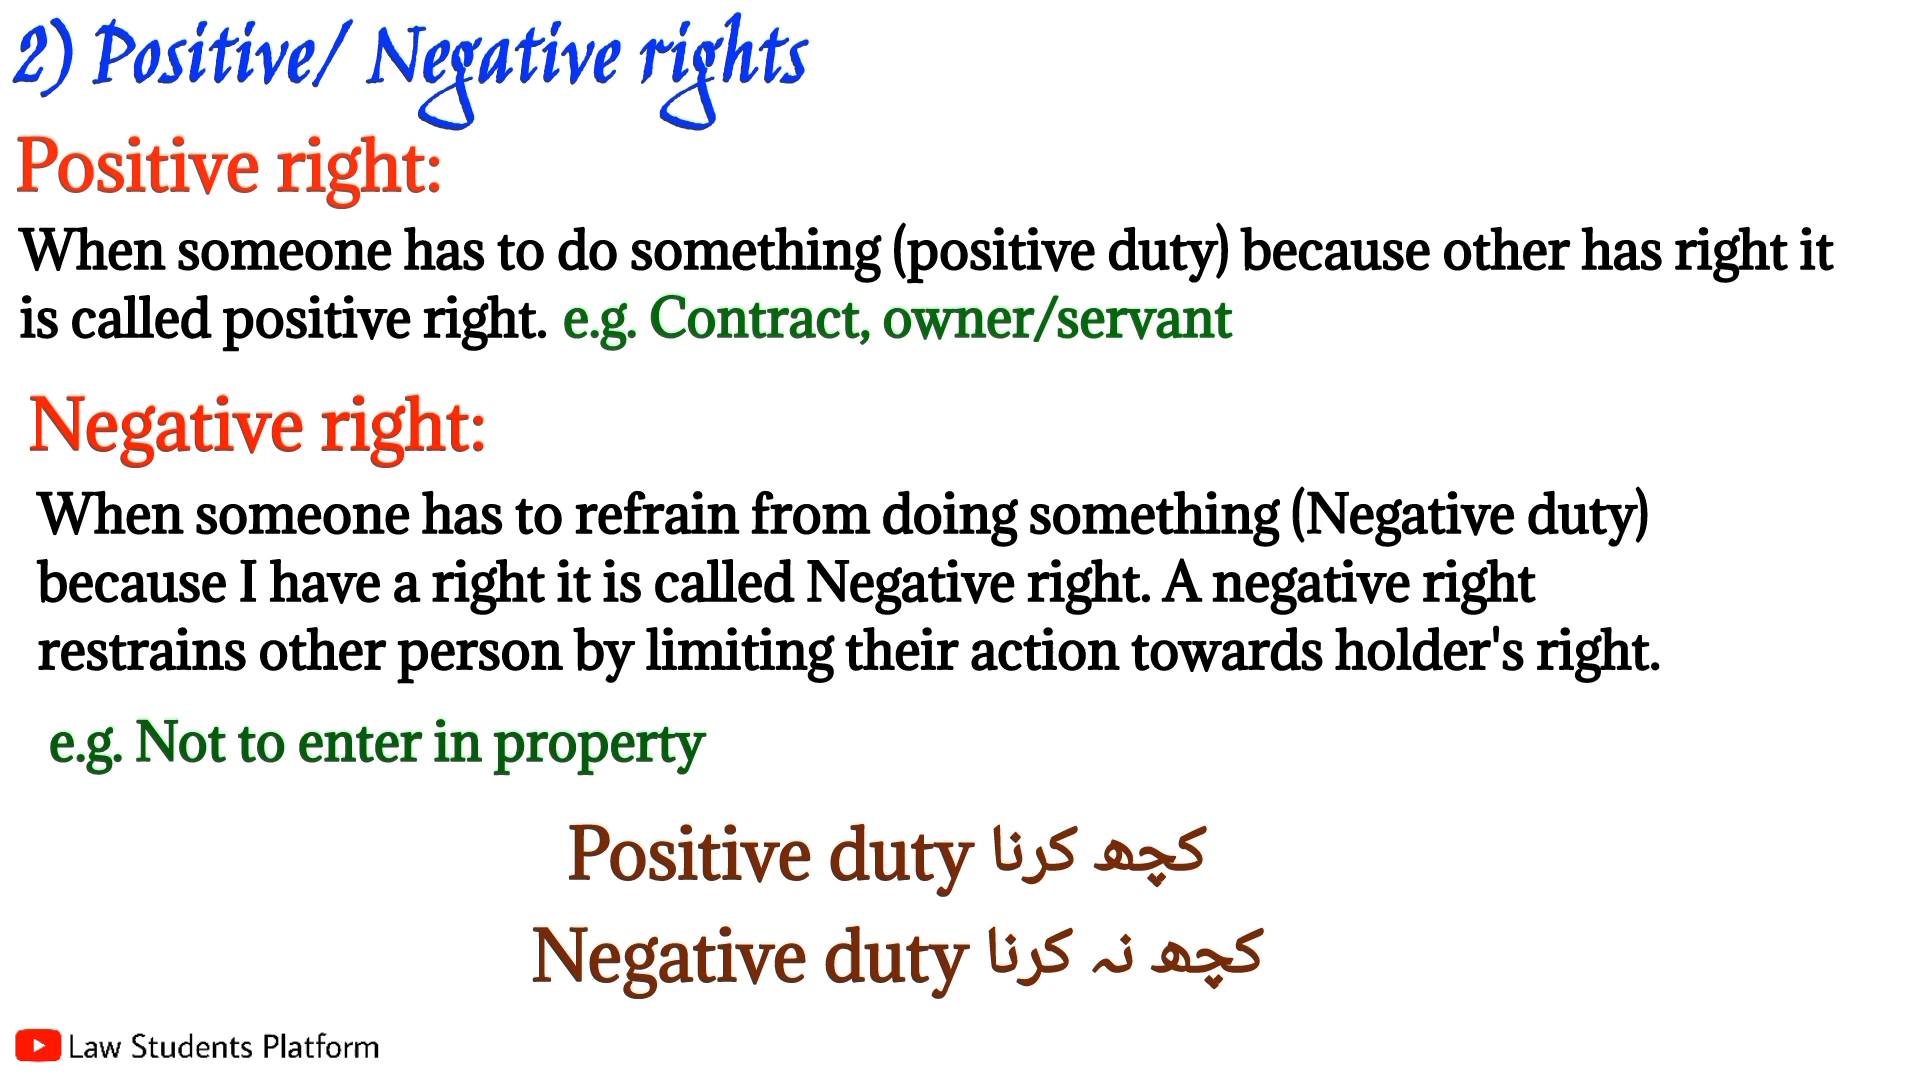 2) Positive/ Negative rights
Positive right:
When someone has to do something (positive duty) because other has right it
is called positive right. e.g. Contract, owner/servant
Negative right:
When someone has to refrain from doing something (Negative duty)
because I have a right it is called Negative right. A negative right
restrains other person by limiting their action towards holder's right.
e.g. Not to enter in property
Positive duty کچھ کرنا
Negative duty کچھ نہ کرنا
Law Students Platform